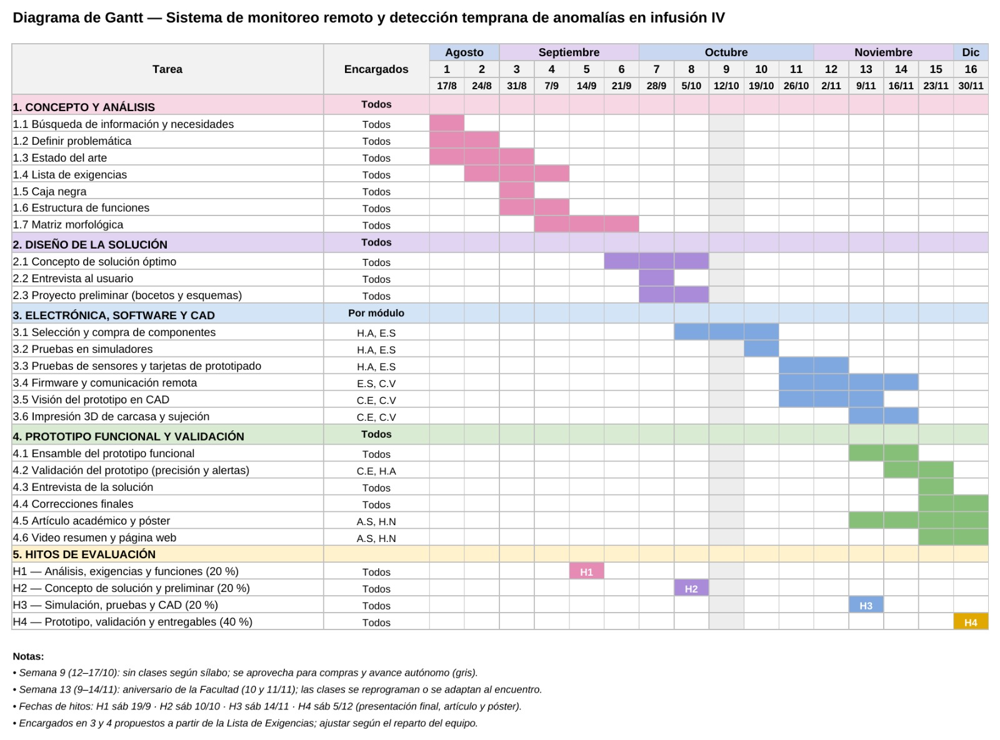 Diagrama de Gantt — Sistema de monitoreo remoto y detección temprana de anomalías en infusión IV
Tarea Encargados Agosto Septiembre Octubre Noviembre Dic
1 2 3 4 5 6 7 8 9 10 11 12 13 14 15 16
17/8 24/8 31/8 7/9 14/9 21/9 28/9 5/10 12/10 19/10 26/10 2/11 9/11 16/11 23/11 30/11
1. CONCEPTO Y ANÁLISIS Todos
1.1 Búsqueda de información y necesidades Todos
1.2 Definir problemática Todos
1.3 Estado del arte Todos
1.4 Lista de exigencias Todos
1.5 Caja negra Todos
1.6 Estructura de funciones Todos
1.7 Matriz morfológica Todos
2. DISEÑO DE LA SOLUCIÓN Todos
2.1 Concepto de solución óptimo Todos
2.2 Entrevista al usuario Todos
2.3 Proyecto preliminar (bocetos y esquemas) Todos
3. ELECTRÓNICA, SOFTWARE Y CAD Por módulo
3.1 Selección y compra de componentes H.A, E.S
3.2 Pruebas en simuladores H.A, E.S
3.3 Pruebas de sensores y tarjetas de prototipado H.A, E.S
3.4 Firmware y comunicación remota E.S, C.V
3.5 Visión del prototipo en CAD C.E, C.V
3.6 Impresión 3D de carcasa y sujeción C.E, C.V
4. PROTOTIPO FUNCIONAL Y VALIDACIÓN Todos
4.1 Ensamble del prototipo funcional Todos
4.2 Validación del prototipo (precisión y alertas) C.E, H.A
4.3 Entrevista de la solución Todos
4.4 Correcciones finales Todos
4.5 Artículo académico y póster A.S, H.N
4.6 Video resumen y página web A.S, H.N
5. HITOS DE EVALUACIÓN
H1 — Análisis, exigencias y funciones (20 %) Todos H1
H2 — Concepto de solución y preliminar (20 %) Todos H2
H3 — Simulación, pruebas y CAD (20 %) Todos H3
H4 — Prototipo, validación y entregables (40 %) Todos H4
Notas:
• Semana 9 (12–17/10): sin clases según sílabo; se aprovecha para compras y avance autónomo (gris).
• Semana 13 (9–14/11): aniversario de la Facultad (10 y 11/11); las clases se reprograman o se adaptan al encuentro.
• Fechas de hitos: H1 sáb 19/9 · H2 sáb 10/10 · H3 sáb 14/11 · H4 sáb 5/12 (presentación final, artículo y póster).
• Encargados en 3 y 4 propuestos a partir de la Lista de Exigencias; ajustar según el reparto del equipo.